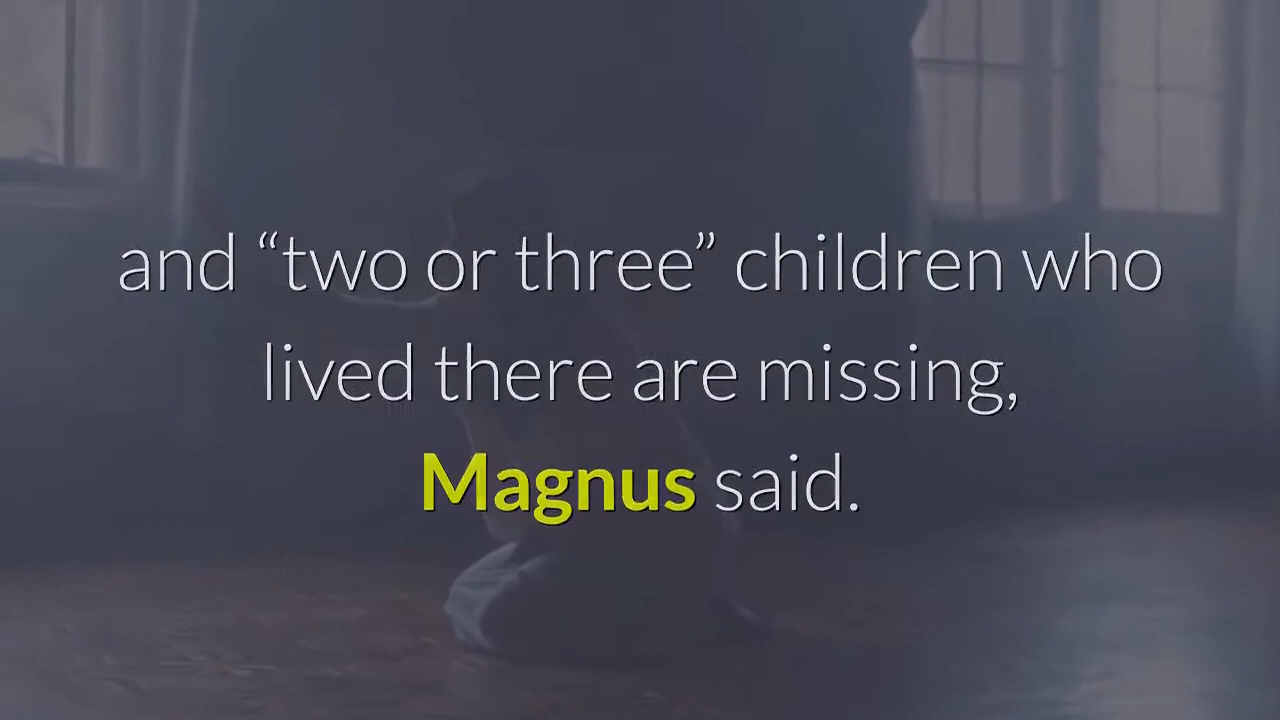 and “two or three” children who
lived there are missing,
Magnus said.